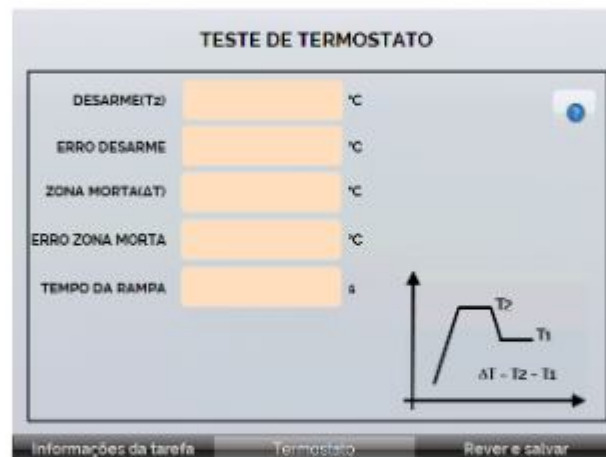 TESTE DE TERMOSTATO
DESARME(T2) °C
?
ERRO DESARME °C
ZONA MORTA(ΔT) °C
ERRO ZONA MORTA °C
TEMPO DA RAMPA s
T2
T1
ΔT - T2 - T1
Informações da tarefa Termostato Rever e salvar